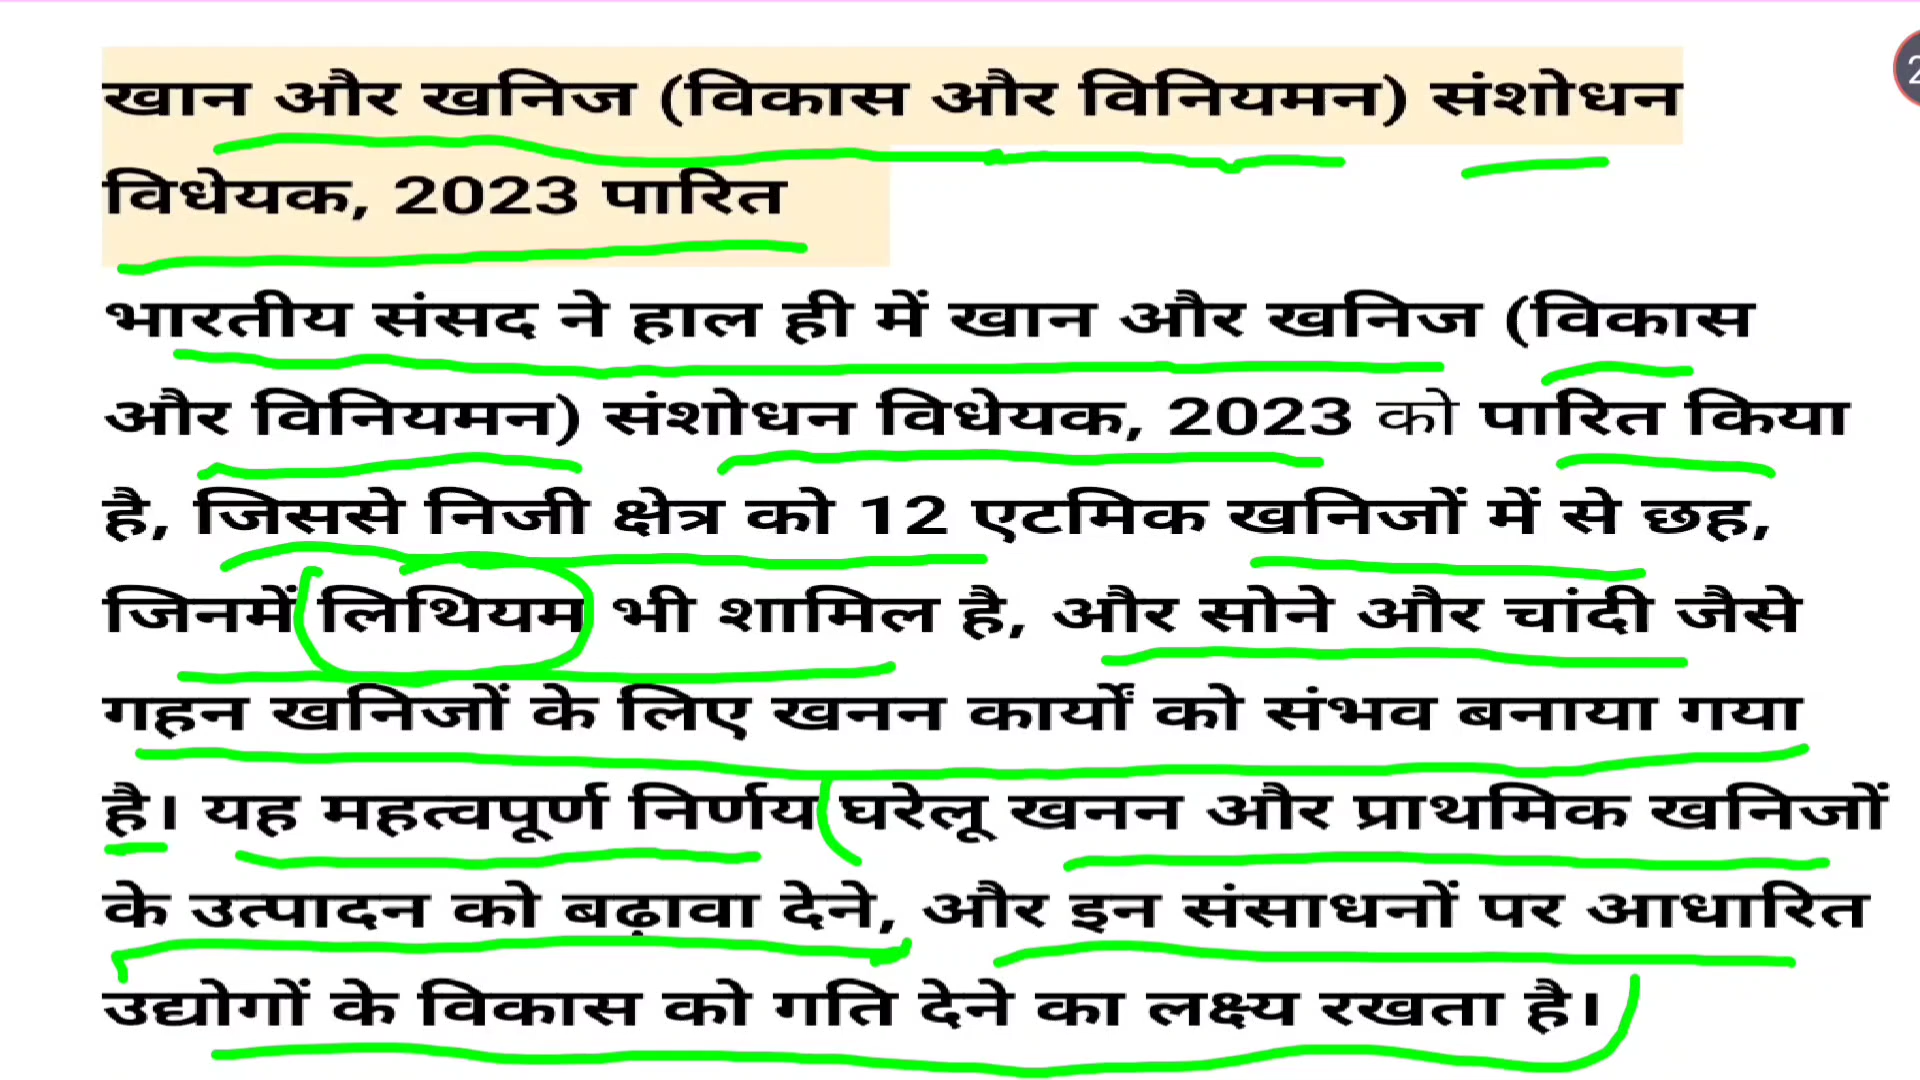 खान और खनिज (विकास और विनियमन) संशोधन
विधेयक, 2023 पारित
भारतीय संसद ने हाल ही में खान और खनिज (विकास
और विनियमन) संशोधन विधेयक, 2023 को पारित किया
है, जिससे निजी क्षेत्र को 12 एटमिक खनिजों में से छह,
जिनमें लिथियम भी शामिल है, और सोने और चांदी जैसे
गहन खनिजों के लिए खनन कार्यों को संभव बनाया गया
है। यह महत्वपूर्ण निर्णय घरेलू खनन और प्राथमिक खनिजों
के उत्पादन को बढ़ावा देने, और इन संसाधनों पर आधारित
उद्योगों के विकास को गति देने का लक्ष्य रखता है।